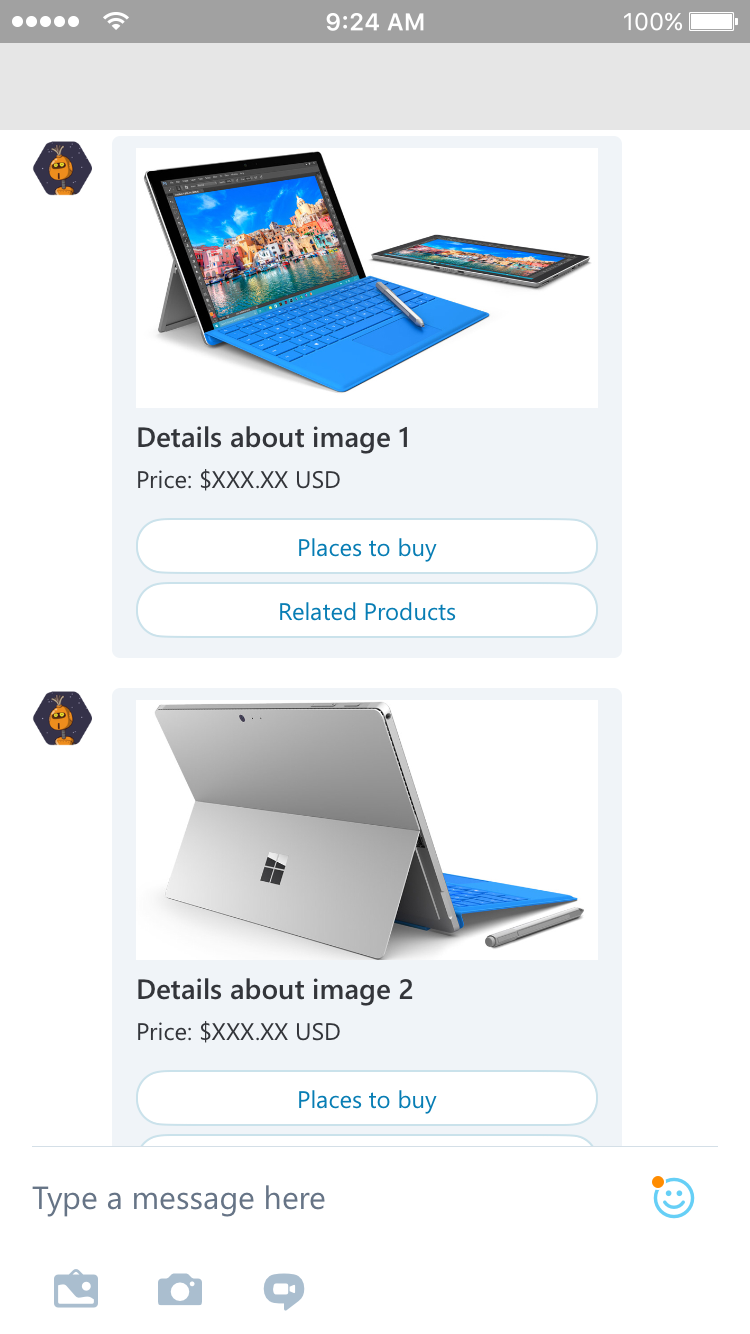 9:24 AM
100%
Details about image 1
Price: $XXX.XX USD
Places to buy
Related Products
Details about image 2
Price: $XXX.XX USD
Places to buy
Type a message here